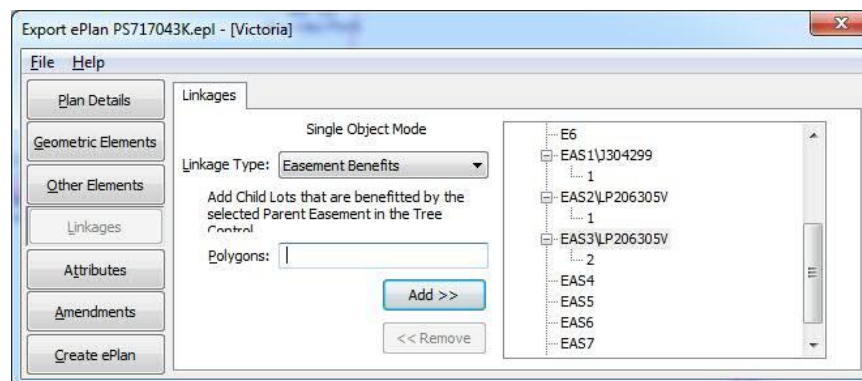 Export ePlan PS717043K.epl - [Victoria]
File Help
Plan Details
Geometric Elements
Other Elements
Linkages
Attributes
Amendments
Create ePlan
Linkages
Single Object Mode
Linkage Type: Easement Benefits
Add Child Lots that are benefitted by the
selected Parent Easement in the Tree
Control
Polygons:
Add >>
<< Remove
E6
EAS1\J304299
1
EAS2\LP206305V
1
EAS3\LP206305V
2
EAS4
EAS5
EAS6
EAS7